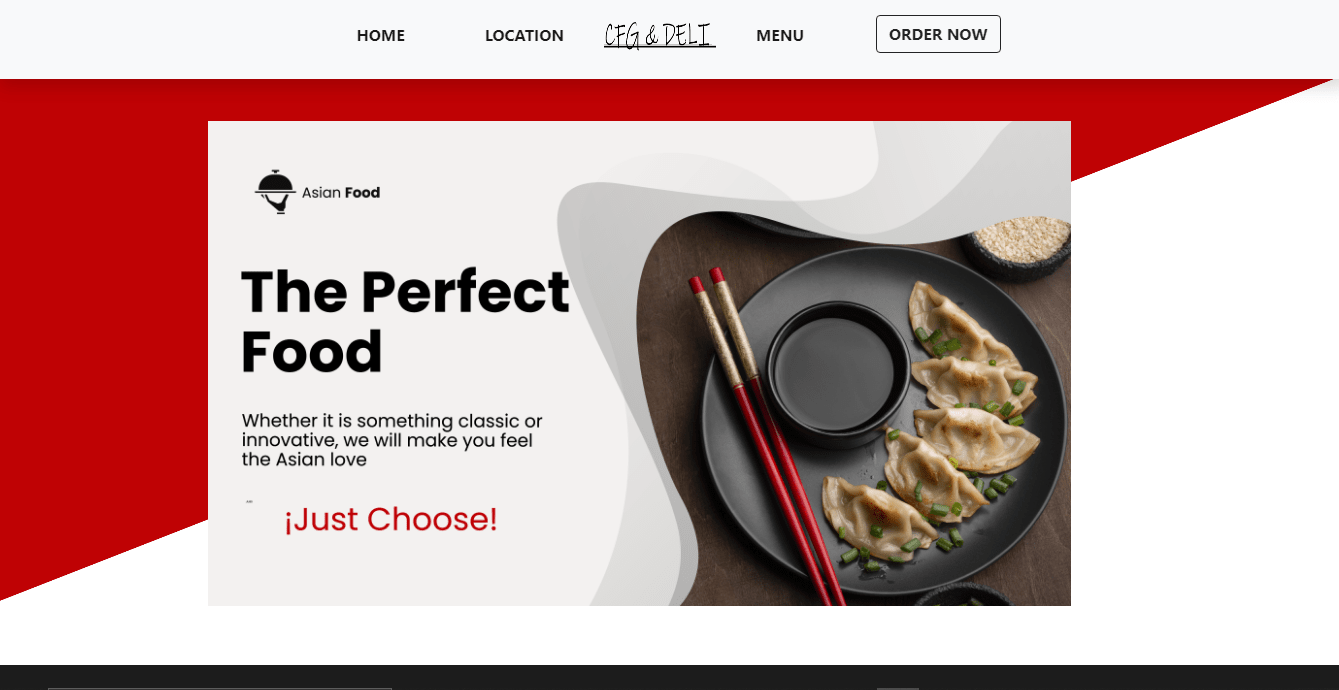 HOME LOCATION CFG & DELI MENU ORDER NOW
Asian Food
The Perfect
Food
Whether it is something classic or
innovative, we will make you feel
the Asian love
¡Just Choose!